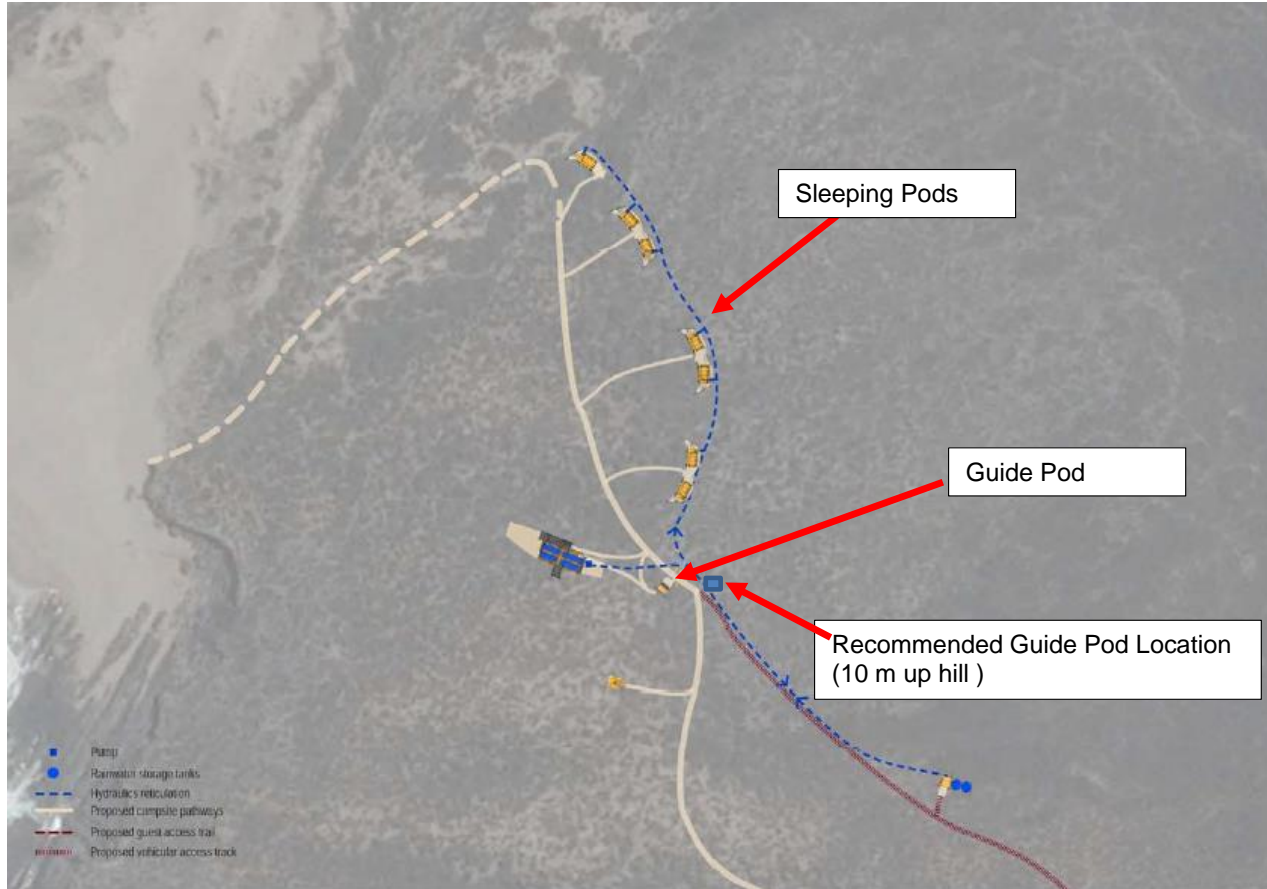 Sleeping Pods
Guide Pod
Recommended Guide Pod Location
(10 m up hill )
Pump
Rainwater storage tanks
Hydraulics reticulation
Proposed campsite pathways
Proposed guest access trail
Proposed vehicular access track